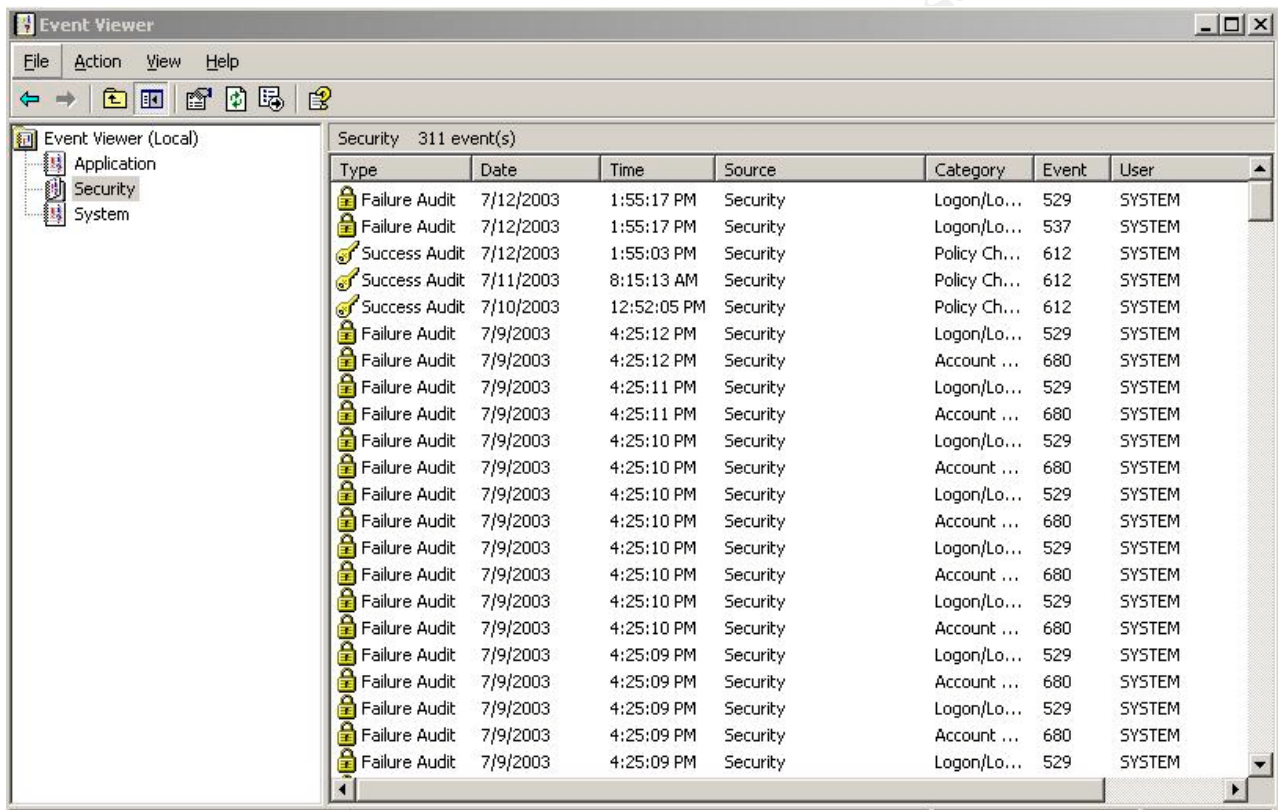 Event Viewer
File Action View Help
Event Viewer (Local)
Application
Security
System
Security 311 event(s)
Type Date Time Source Category Event User
Failure Audit 7/12/2003 1:55:17 PM Security Logon/Lo... 529 SYSTEM
Failure Audit 7/12/2003 1:55:17 PM Security Logon/Lo... 537 SYSTEM
Success Audit 7/12/2003 1:55:03 PM Security Policy Ch... 612 SYSTEM
Success Audit 7/11/2003 8:15:13 AM Security Policy Ch... 612 SYSTEM
Success Audit 7/10/2003 12:52:05 PM Security Policy Ch... 612 SYSTEM
Failure Audit 7/9/2003 4:25:12 PM Security Logon/Lo... 529 SYSTEM
Failure Audit 7/9/2003 4:25:12 PM Security Account ... 680 SYSTEM
Failure Audit 7/9/2003 4:25:11 PM Security Logon/Lo... 529 SYSTEM
Failure Audit 7/9/2003 4:25:11 PM Security Account ... 680 SYSTEM
Failure Audit 7/9/2003 4:25:10 PM Security Logon/Lo... 529 SYSTEM
Failure Audit 7/9/2003 4:25:10 PM Security Account ... 680 SYSTEM
Failure Audit 7/9/2003 4:25:10 PM Security Logon/Lo... 529 SYSTEM
Failure Audit 7/9/2003 4:25:10 PM Security Account ... 680 SYSTEM
Failure Audit 7/9/2003 4:25:10 PM Security Logon/Lo... 529 SYSTEM
Failure Audit 7/9/2003 4:25:10 PM Security Account ... 680 SYSTEM
Failure Audit 7/9/2003 4:25:10 PM Security Logon/Lo... 529 SYSTEM
Failure Audit 7/9/2003 4:25:10 PM Security Account ... 680 SYSTEM
Failure Audit 7/9/2003 4:25:09 PM Security Logon/Lo... 529 SYSTEM
Failure Audit 7/9/2003 4:25:09 PM Security Account ... 680 SYSTEM
Failure Audit 7/9/2003 4:25:09 PM Security Logon/Lo... 529 SYSTEM
Failure Audit 7/9/2003 4:25:09 PM Security Account ... 680 SYSTEM
Failure Audit 7/9/2003 4:25:09 PM Security Logon/Lo... 529 SYSTEM